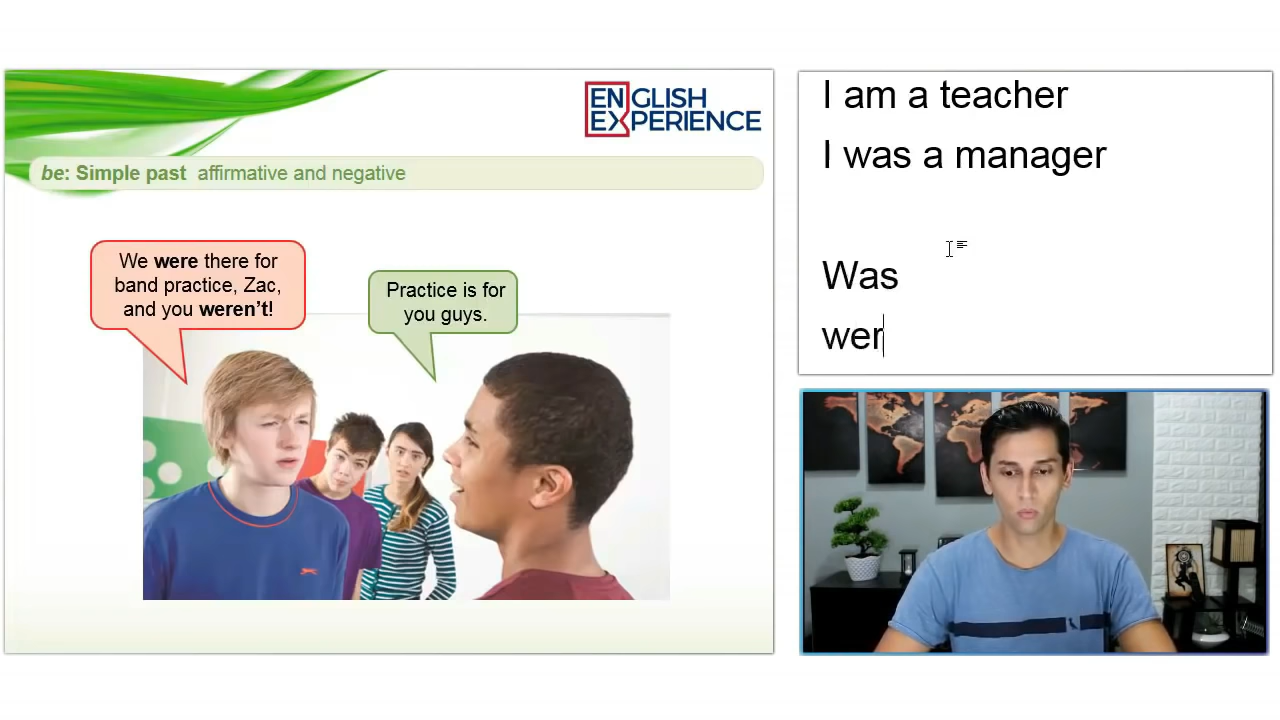 ENGLISH
EXPERIENCE
be: Simple past affirmative and negative
We were there for
band practice, Zac,
and you weren't!
Practice is for
you guys.
I am a teacher
I was a manager
Was
wer